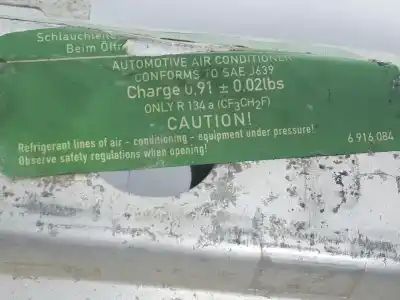 Schlauchleit
Beim Öffn
AUTOMOTIVE AIR CONDITIONER
CONFORMS TO SAE J639
Charge 0,91 ± 0.02lbs
ONLY R 134 a (CF3CH2F)
CAUTION!
Refrigerant lines of air - conditioning - equipment under pressure!
Observe safety regulations when opening!
6 916 084